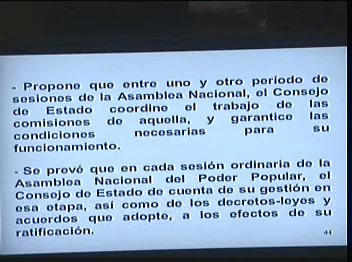 - Propone que entre uno y otro período de
sesiones de la Asamblea Nacional, el Consejo
de Estado coordine el trabajo de las
comisiones de aquella, y garantice las
condiciones necesarias para su
funcionamiento.
- Se prevé que en cada sesión ordinaria de la
Asamblea Nacional del Poder Popular, el
Consejo de Estado de cuenta de su gestión en
esa etapa, así como de los decretos-leyes y
acuerdos que adopte, a los efectos de su
ratificación.
44